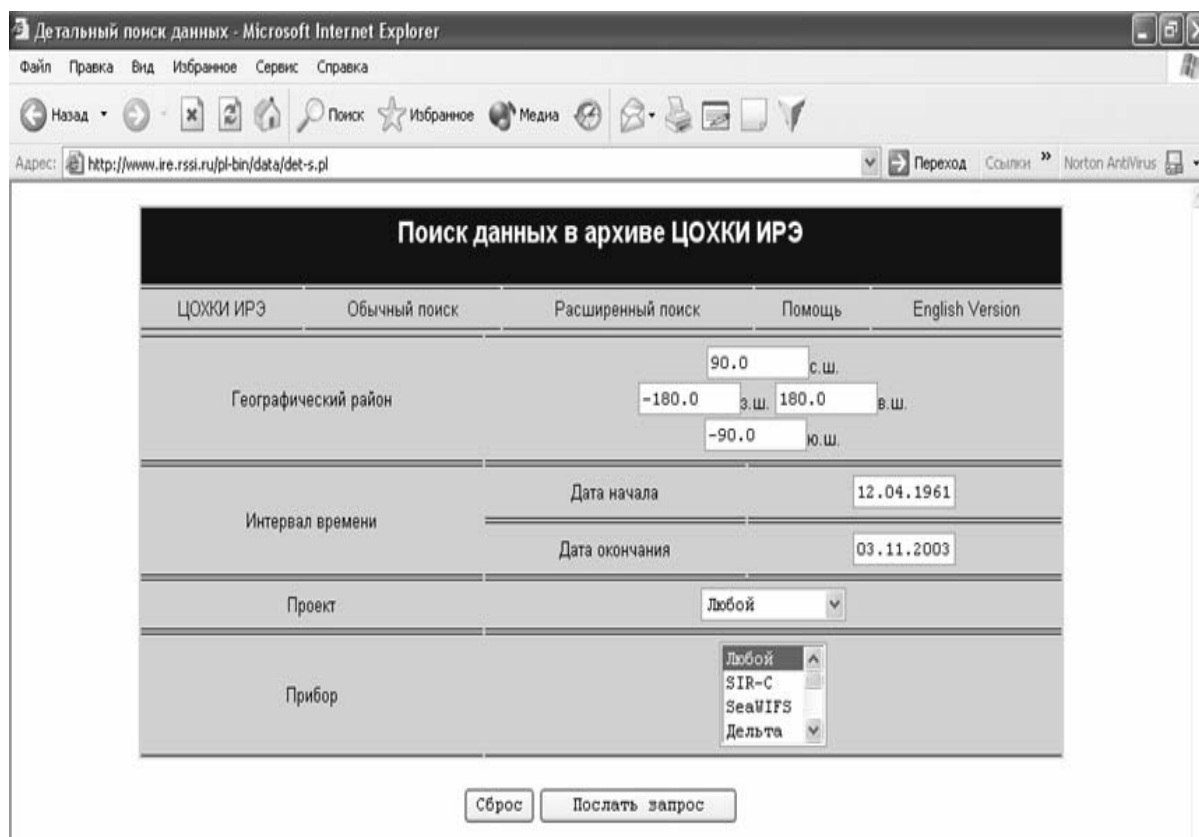 Детальный поиск данных - Microsoft Internet Explorer
Файл Правка Вид Избранное Сервис Справка
Назад Поиск Избранное Медиа
Адрес: http://www.ire.rssi.ru/pl-bin/data/det-s.pl Переход Ссылки » Norton AntiVirus
Поиск данных в архиве ЦОХКИ ИРЭ
ЦОХКИ ИРЭ Обычный поиск Расширенный поиск Помощь English Version
90.0 с.ш.
Географический район -180.0 з.ш. 180.0 в.ш.
-90.0 ю.ш.
Интервал времени
Дата начала 12.04.1961
Дата окончания 03.11.2003
Проект Любой
Прибор
Любой
SIR-C
SeaWIFS
Дельта
Сброс Послать запрос